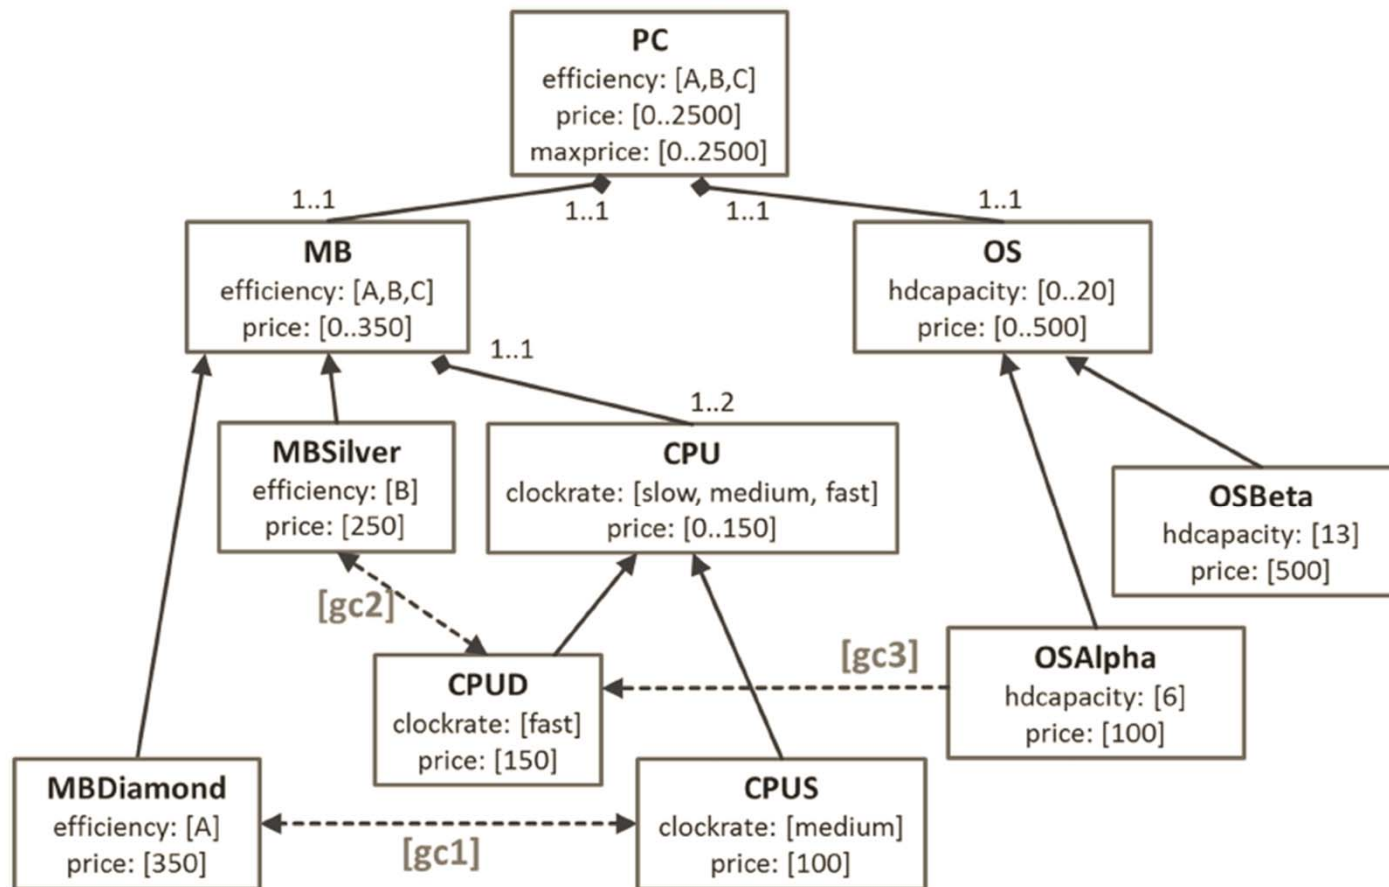 PC
efficiency: [A,B,C]
price: [0..2500]
maxprice: [0..2500]
1..1
1..1
1..1
1..1
MB
efficiency: [A,B,C]
price: [0..350]
OS
hdcapacity: [0..20]
price: [0..500]
1..1
1..2
MBSilver
efficiency: [B]
price: [250]
CPU
clockrate: [slow, medium, fast]
price: [0..150]
OSBeta
hdcapacity: [13]
price: [500]
[gc2]
[gc3]
CPUD
clockrate: [fast]
price: [150]
OSAlpha
hdcapacity: [6]
price: [100]
MBDiamond
efficiency: [A]
price: [350]
[gc1]
CPUS
clockrate: [medium]
price: [100]